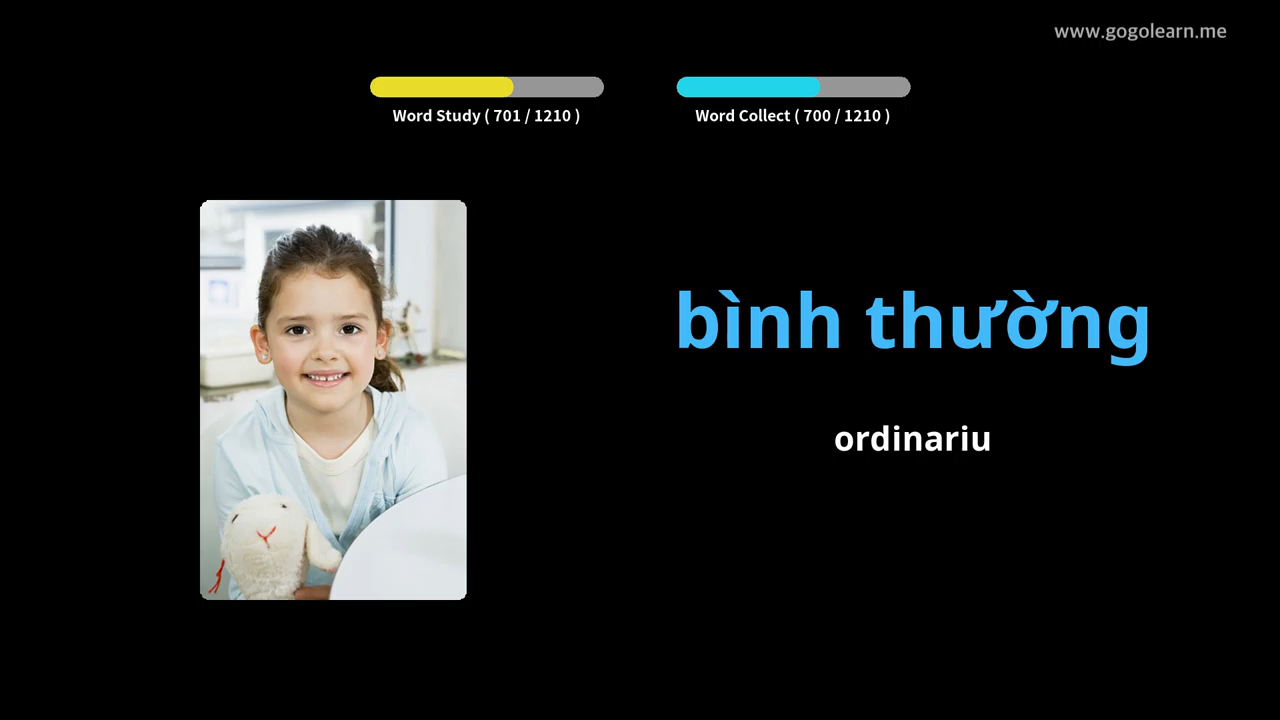 www.gogolearn.me
Word Study ( 701 / 1210 )
Word Collect ( 700 / 1210 )
bình thường
ordinariu